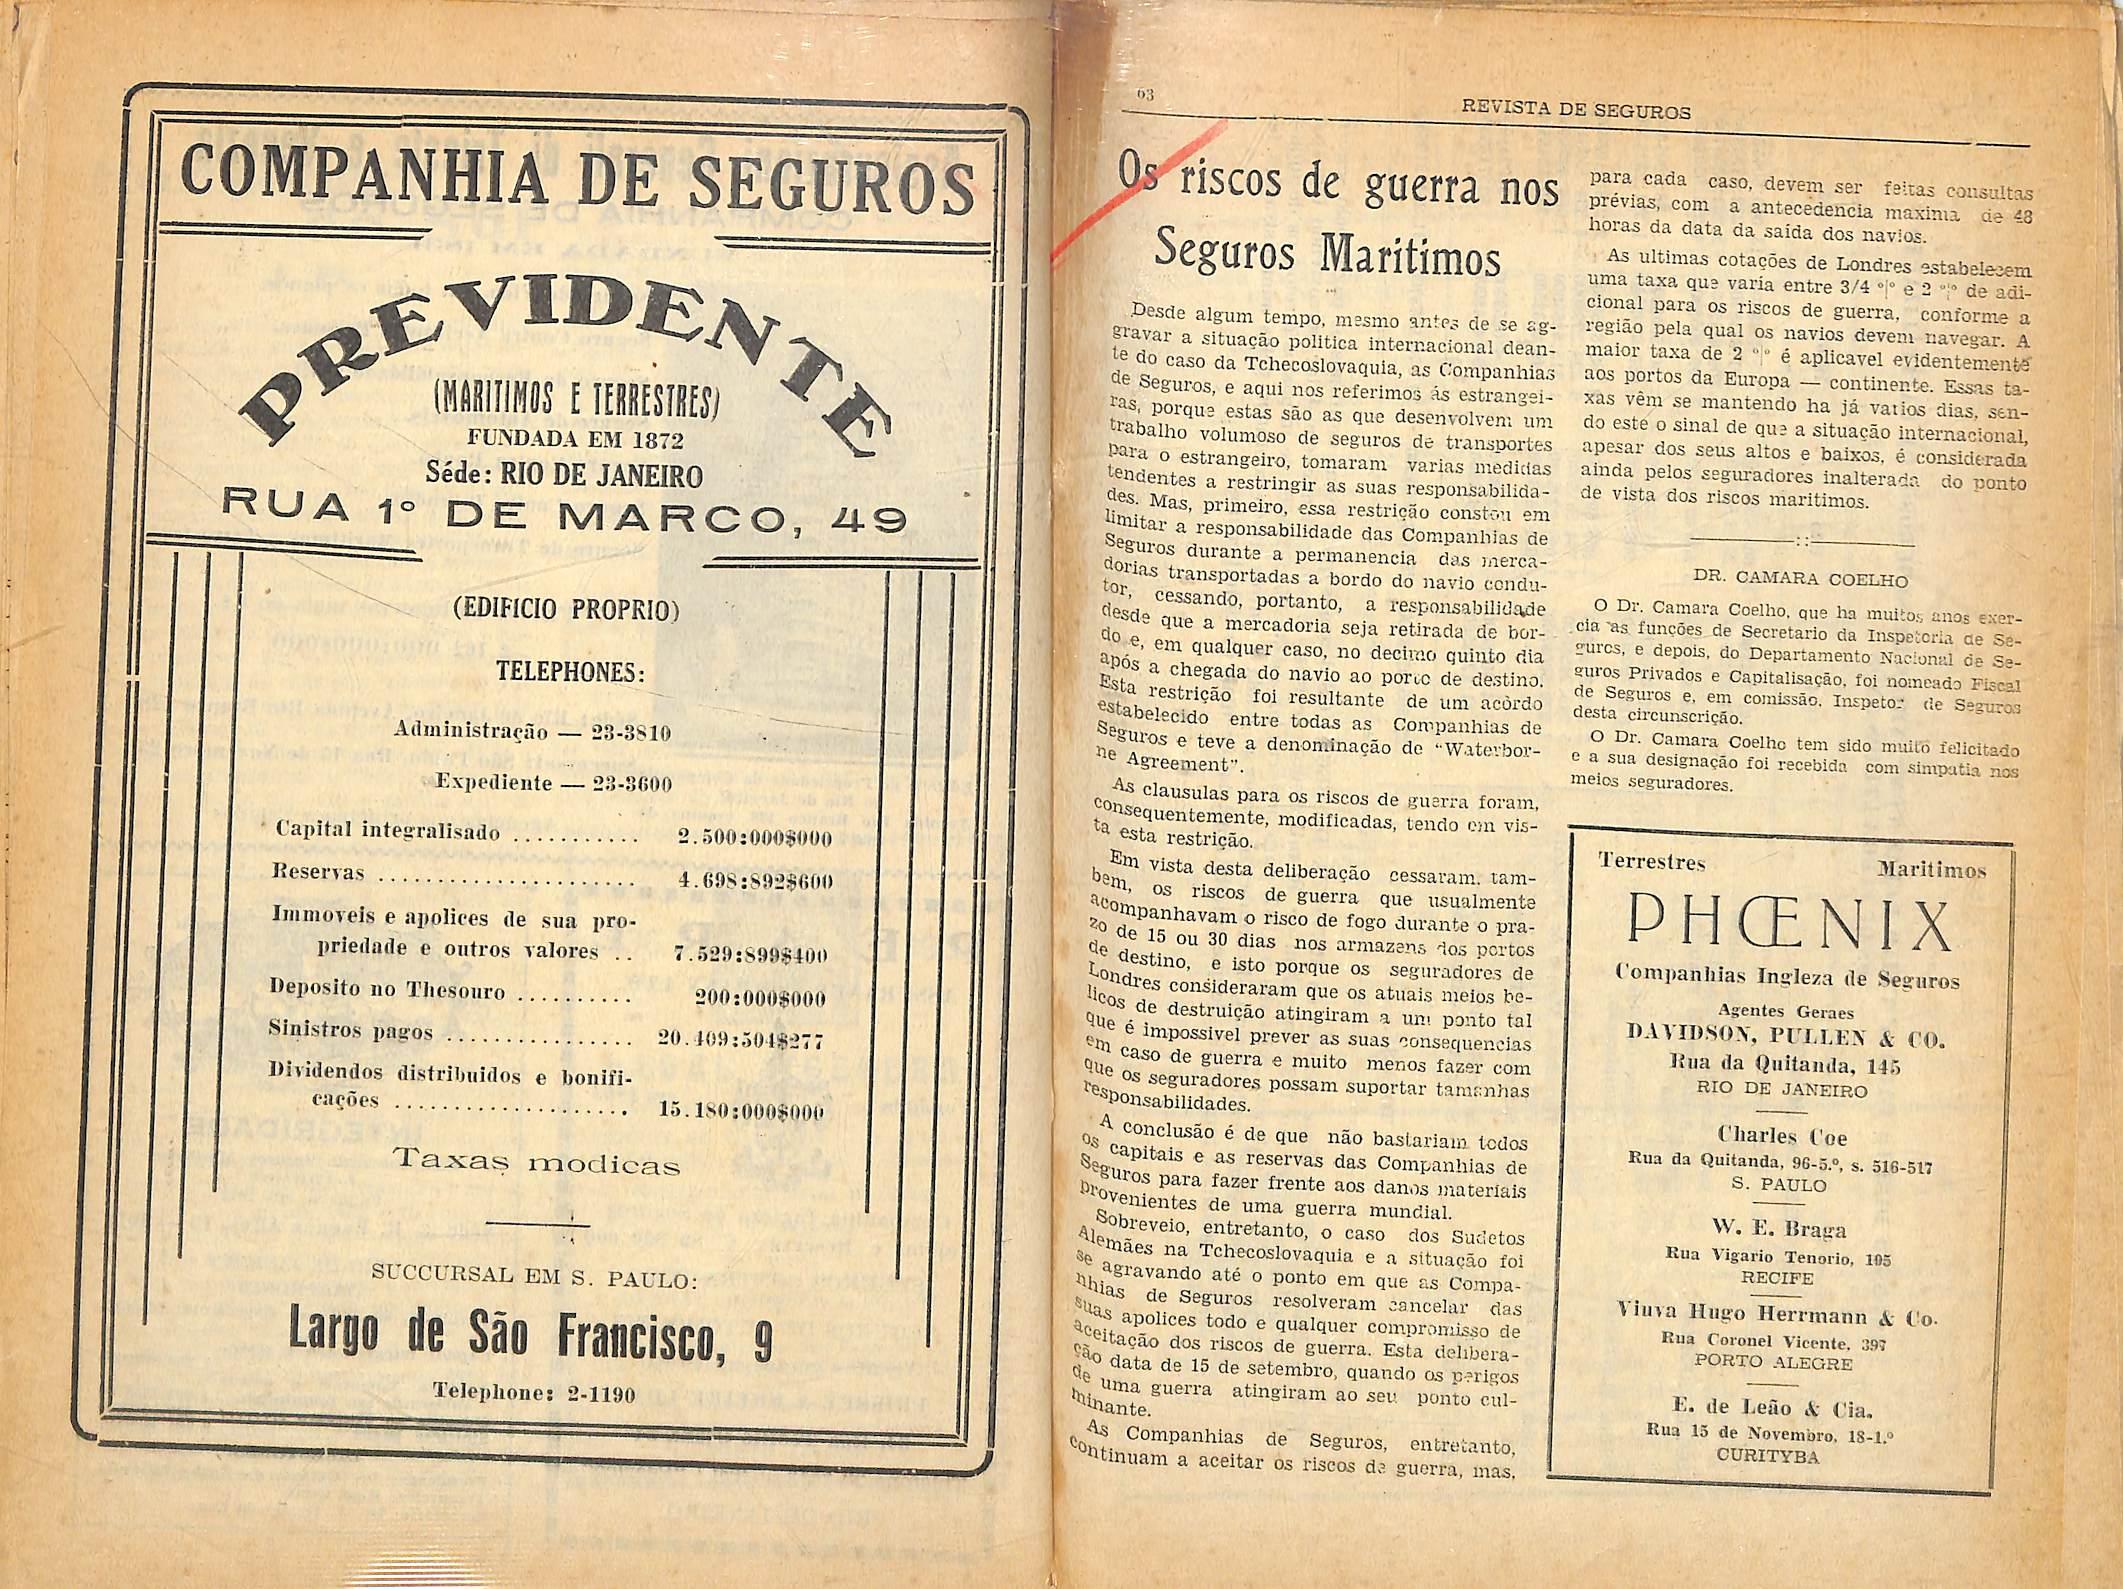 COMPANHIA DE SEGUROS
PREVIDENTE
(MARITIMOS E TERRESTRES)
FUNDADA EM 1872
Séde: RIO DE JANEIRO
RUA 1º DE MARCO, 49
(EDIFICIO PROPRIO)
TELEPHONES:
Administração — 23-3810
Expediente — 23-3600
Capital integralisado ........... 2.500:000$000
Reservas ...................... 4.698:892$600
Immoveis e apolices de sua pro-
priedade e outros valores .. 7.529:899$400
Deposito no Thesouro .......... 200:000$000
Sinistros pagos ................ 20.409:504$277
Dividendos distribuidos e bonifi-
cações .................... 15.180:000$000
Taxas modicas
SUCCURSAL EM S. PAULO:
Largo de São Francisco, 9
Telephone: 2-1190
63
REVISTA DE SEGUROS
Os riscos de guerra nos
Seguros Maritimos
Desde algum tempo, mesmo antes de se ag-
gravar a situação politica internacional dean-
te do caso da Tchecoslovaquia, as Companhias
de Seguros, e aqui nos referimos ás estrangei-
ras, porque estas são as que desenvolvem um
trabalho volumoso de seguros de transportes
para o estrangeiro, tomaram varias medidas
tendentes a restringir as suas responsabilida-
des. Mas, primeiro, essa restrição constou em
limitar a responsabilidade das Companhias de
Seguros durante a permanencia das merca-
dorias transportadas a bordo do navio condu-
tor, cessando, portanto, a responsabilidade
desde que a mercadoria seja retirada de bor-
do e, em qualquer caso, no decimo quinto dia
após a chegada do navio ao porto de destino.
Esta restrição foi resultante de um acòrdo
estabelecido entre todas as Companhias de
Seguros e teve a denominação de "Waterbor-
ne Agreement".
As clausulas para os riscos de guerra foram,
consequentemente, modificadas, tendo em vis-
ta esta restrição.
Em vista desta deliberação cessaram. tam-
bem, os riscos de guerra que usualmente
acompanhavam o risco de fogo durante o pra-
zo de 15 ou 30 dias nos armazens dos portos
de destino, e isto porque os seguradores de
Londres consideraram que os atuais meios be-
licos de destruição atingiram a um ponto tal
que é impossivel prever as suas consequencias
em caso de guerra e muito menos fazer com
que os seguradores possam suportar tamanhas
responsabilidades.
A conclusão é de que não bastariam todos
os capitais e as reservas das Companhias de
Seguros para fazer frente aos danos materiais
provenientes de uma guerra mundial.
Sobreveio, entretanto, o caso dos Sudetos
Alemães na Tchecoslovaquia e a situação foi
se agravando até o ponto em que as Compa-
nhias de Seguros resolveram cancelar das
suas apolices todo e qualquer compromisso de
aceitação dos riscos de guerra. Esta delibera-
ção data de 15 de setembro, quando os perigos
de uma guerra atingiram ao seu ponto cul-
minante.
As Companhias de Seguros, entretanto,
continuam a aceitar os riscos de guerra, mas,
para cada caso, devem ser feitas consultas
prévias, com a antecedencia maxima de 48
horas da data da saída dos navios.
As ultimas cotações de Londres estabelecem
uma taxa que varia entre 3/4 º|º e 2 º|º de adi-
cional para os riscos de guerra, conforme a
região pela qual os navios devem navegar. A
maior taxa de 2 º|º é aplicavel evidentemente
aos portos da Europa — continente. Essas ta-
xas vêm se mantendo ha já varios dias, sen-
do este o sinal de que a situação internacional,
apesar dos seus altos e baixos, é considerada
ainda pelos seguradores inalterada do ponto
de vista dos riscos maritimos.
DR. CAMARA COELHO
O Dr. Camara Coelho, que ha muitos anos exer-
cia as funções de Secretario da Inspetoria de Se-
guros, e depois, do Departamento Nacional de Se-
guros Privados e Capitalisação, foi nomeado Fiscal
de Seguros e, em comissão, Inspetor de Seguros
desta circunscrição.
O Dr. Camara Coelho tem sido muito felicitado
e a sua designação foi recebida com simpatia nos
meios seguradores.
Terrestres Maritimos
PHŒNIX
Companhias Ingleza de Seguros
Agentes Geraes
DAVIDSON, PULLEN & CO.
Rua da Quitanda, 145
RIO DE JANEIRO
Charles Coe
Rua da Quitanda, 96-5.º, s. 516-517
S. PAULO
W. E. Braga
Rua Vigario Tenorio, 105
RECIFE
Viuva Hugo Herrmann & Co.
Rua Coronel Vicente, 397
PORTO ALEGRE
E. de Leão & Cia.
Rua 15 de Novembro, 18-1.º
CURITYBA